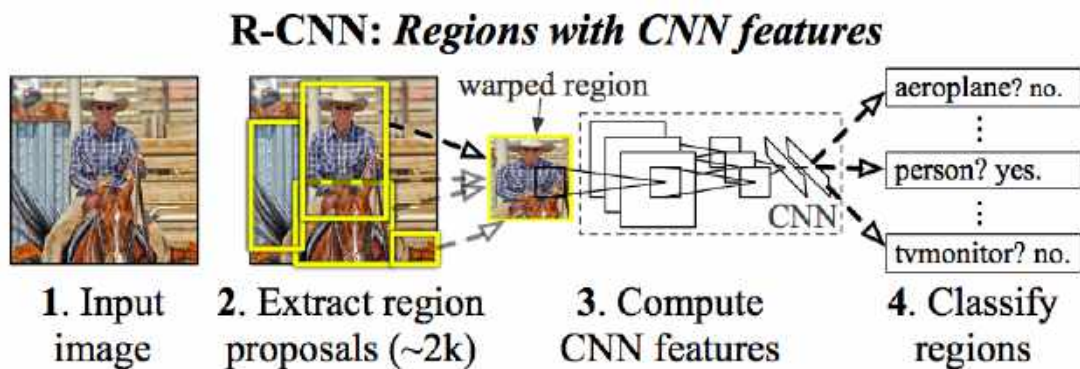 R-CNN: Regions with CNN features
warped region
aeroplane? no.
⋮
person? yes.
⋮
tvmonitor? no.
CNN
1. Input
image
2. Extract region
proposals (~2k)
3. Compute
CNN features
4. Classify
regions